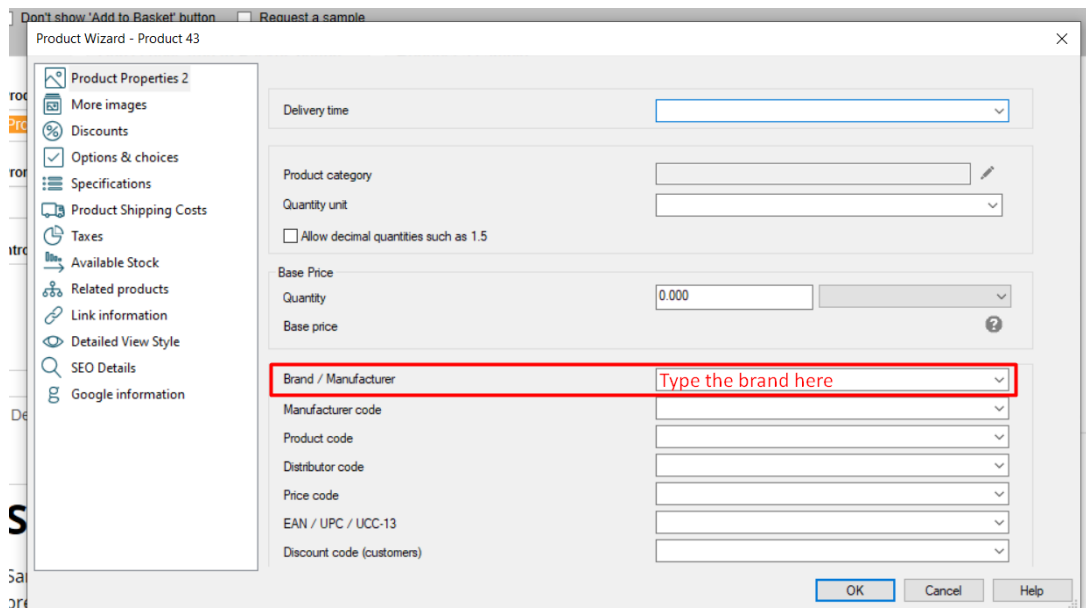 Don't show 'Add to Basket' button Request a sample
Product Wizard - Product 43
Product Properties 2
More images
Discounts
Options & choices
Specifications
Product Shipping Costs
Taxes
Available Stock
Related products
Link information
Detailed View Style
SEO Details
Google information
Delivery time
Product category
Quantity unit
Allow decimal quantities such as 1.5
Base Price
Quantity 0.000
Base price
Brand / Manufacturer Type the brand here
Manufacturer code
Product code
Distributor code
Price code
EAN / UPC / UCC-13
Discount code (customers)
OK Cancel Help